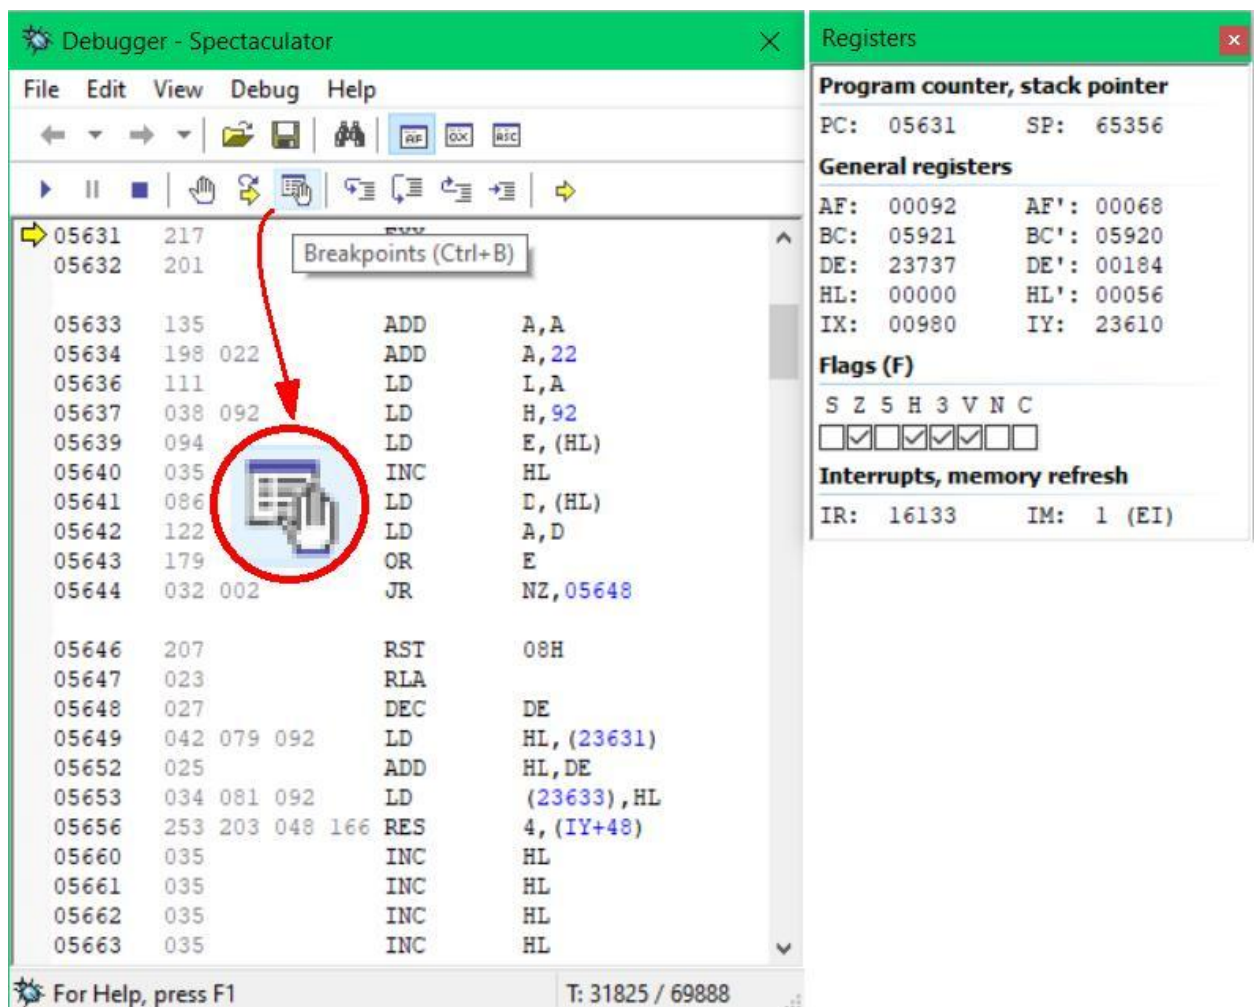 Debugger - Spectaculator
File Edit View Debug Help
AF 0X ASC
05631 217 EXX
Breakpoints (Ctrl+B)
05632 201
05633 135 ADD A,A
05634 198 022 ADD A,22
05636 111 LD L,A
05637 038 092 LD H,92
05639 094 LD E,(HL)
05640 035 INC HL
05641 086 LD D,(HL)
05642 122 LD A,D
05643 179 OR E
05644 032 002 JR NZ,05648
05646 207 RST 08H
05647 023 RLA
05648 027 DEC DE
05649 042 079 092 LD HL,(23631)
05652 025 ADD HL,DE
05653 034 081 092 LD (23633),HL
05656 253 203 048 166 RES 4,(IY+48)
05660 035 INC HL
05661 035 INC HL
05662 035 INC HL
05663 035 INC HL
For Help, press F1 T: 31825 / 69888
Registers
Program counter, stack pointer
PC: 05631 SP: 65356
General registers
AF: 00092 AF': 00068
BC: 05921 BC': 05920
DE: 23737 DE': 00184
HL: 00000 HL': 00056
IX: 00980 IY: 23610
Flags (F)
S Z 5 H 3 V N C
Interrupts, memory refresh
IR: 16133 IM: 1 (EI)